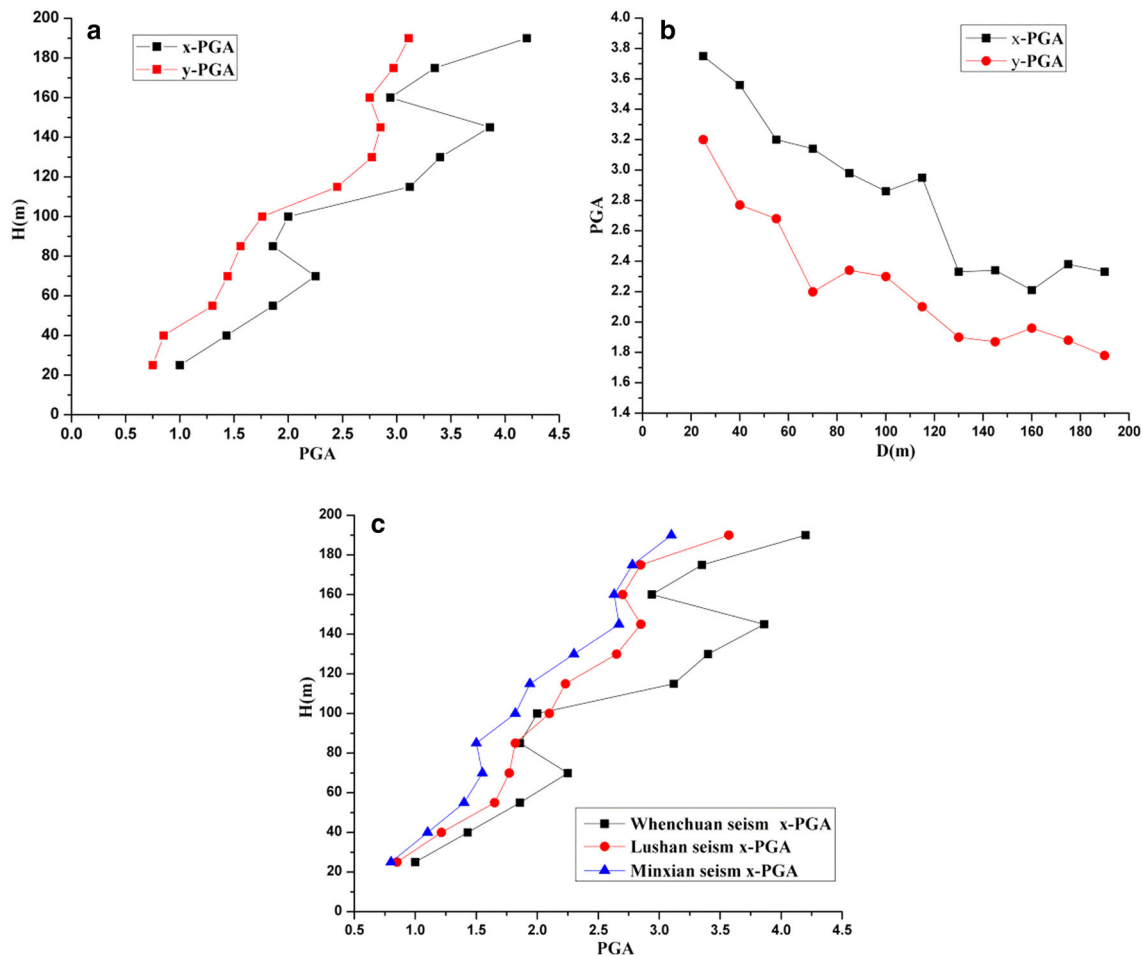 a
x-PGA
y-PGA
H(m)
200
180
160
140
120
100
80
60
40
20
0
0.0 0.5 1.0 1.5 2.0 2.5 3.0 3.5 4.0 4.5
PGA
b
x-PGA
y-PGA
PGA
4.0
3.8
3.6
3.4
3.2
3.0
2.8
2.6
2.4
2.2
2.0
1.8
1.6
1.4
0 20 40 60 80 100 120 140 160 180 200
D(m)
c
H(m)
200
180
160
140
120
100
80
60
40
20
0
Whenchuan seism x-PGA
Lushan seism x-PGA
Minxian seism x-PGA
0.5 1.0 1.5 2.0 2.5 3.0 3.5 4.0 4.5
PGA